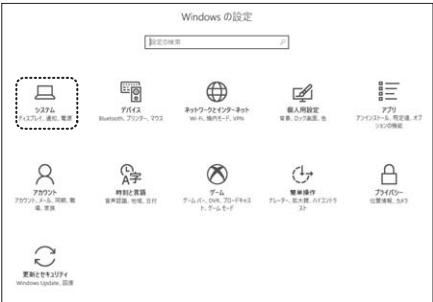 Windows の設定
設定の検索
システム
ディスプレイ、通知、電源
デバイス
Bluetooth、プリンター、マウス
ネットワークとインターネット
Wi-Fi、機内モード、VPN
個人用設定
背景、ロック画面、色
アプリ
アンインストール、既定値、オプ
ションの機能
アカウント
アカウント、メール、同期、職
場、家族
時刻と言語
音声認識、地域、日付
ゲーム
ゲーム バー、DVR、ブロードキャス
ト、ゲーム モード
簡単操作
ナレーター、拡大鏡、ハイコントラ
スト
プライバシー
位置情報、カメラ
更新とセキュリティ
Windows Update、回復